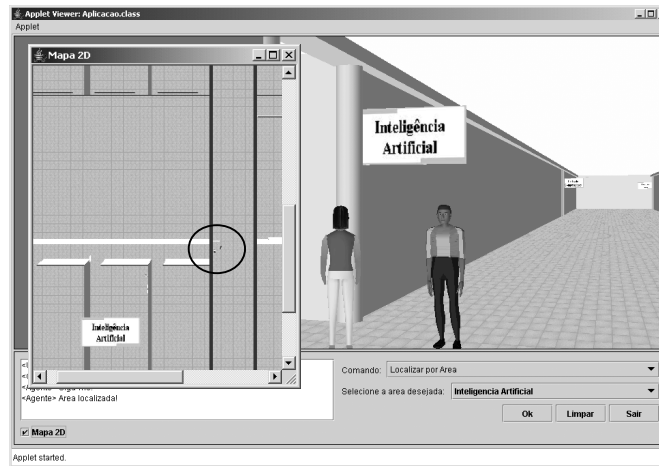 Applet Viewer: Aplicacao.class
Applet
Mapa 2D
Inteligência
Artificial
Inteligência
Artificial
<Agente> Area localizada!
Comando: Localizar por Area
Selecione a area desejada: Inteligencia Artificial
Ok Limpar Sair
Mapa 2D
Applet started.